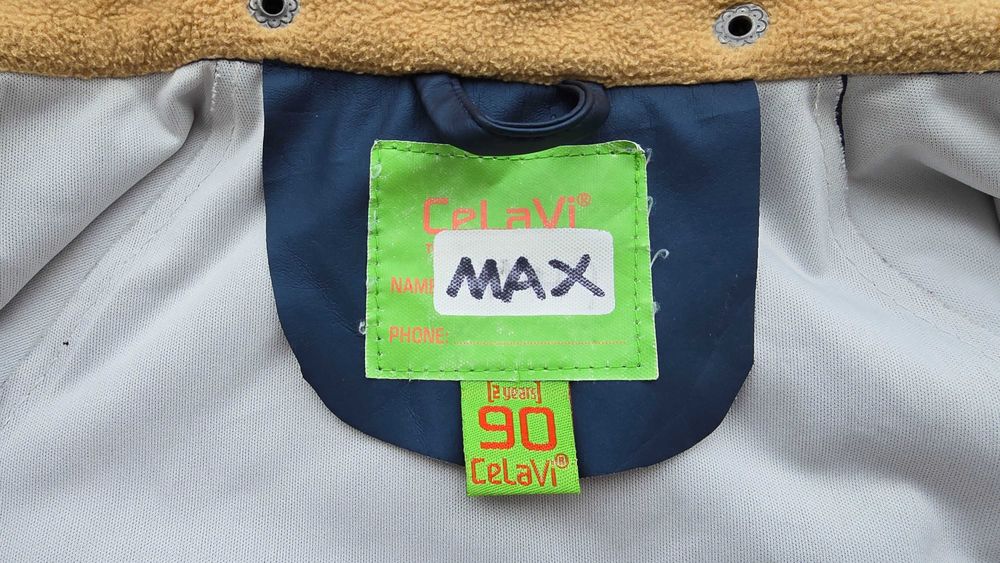 CeLaVi®
NAME
MAX
PHONE:
[2 years]
90
CeLaVi®